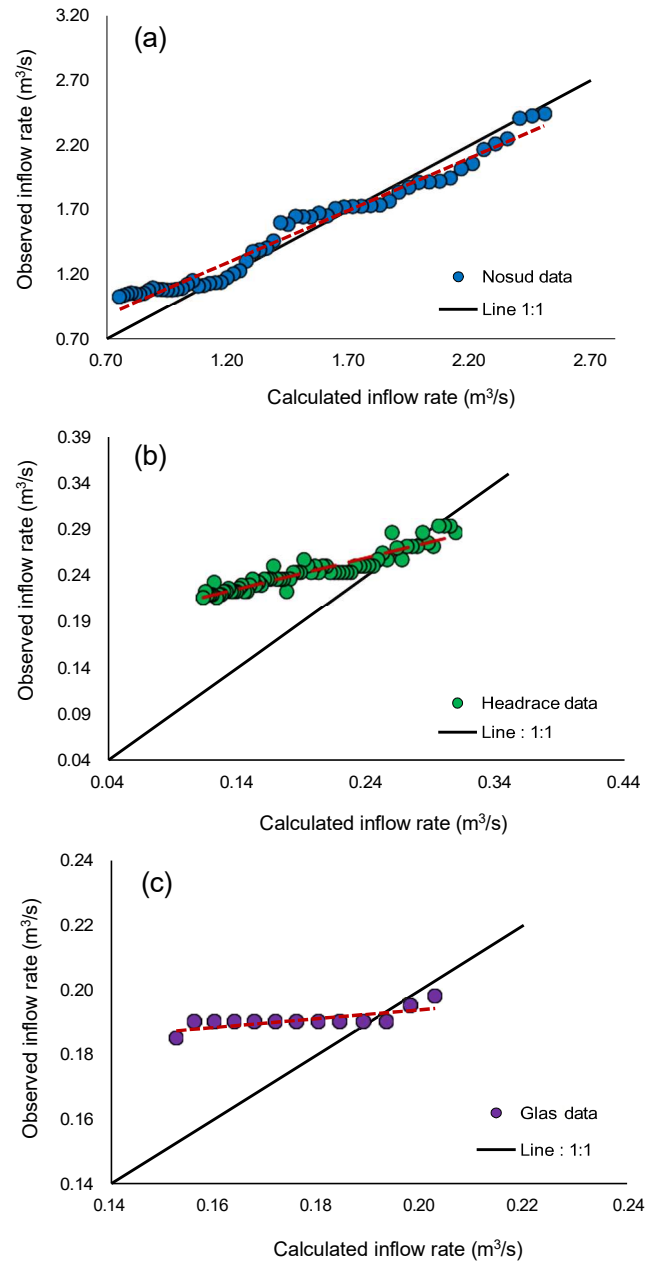 (a)
3.20
2.70
2.20
1.70
1.20
0.70
Observed inflow rate (m³/s)
Nosud data
Line 1:1
0.70 1.20 1.70 2.20 2.70
Calculated inflow rate (m³/s)
(b)
0.39
0.34
0.29
0.24
0.19
0.14
0.09
0.04
Observed inflow rate (m³/s)
Headrace data
Line : 1:1
0.04 0.14 0.24 0.34 0.44
Calculated inflow rate (m³/s)
(c)
0.24
0.22
0.20
0.18
0.16
0.14
Observed inflow rate (m³/s)
Glas data
Line : 1:1
0.14 0.16 0.18 0.20 0.22 0.24
Calculated inflow rate (m³/s)